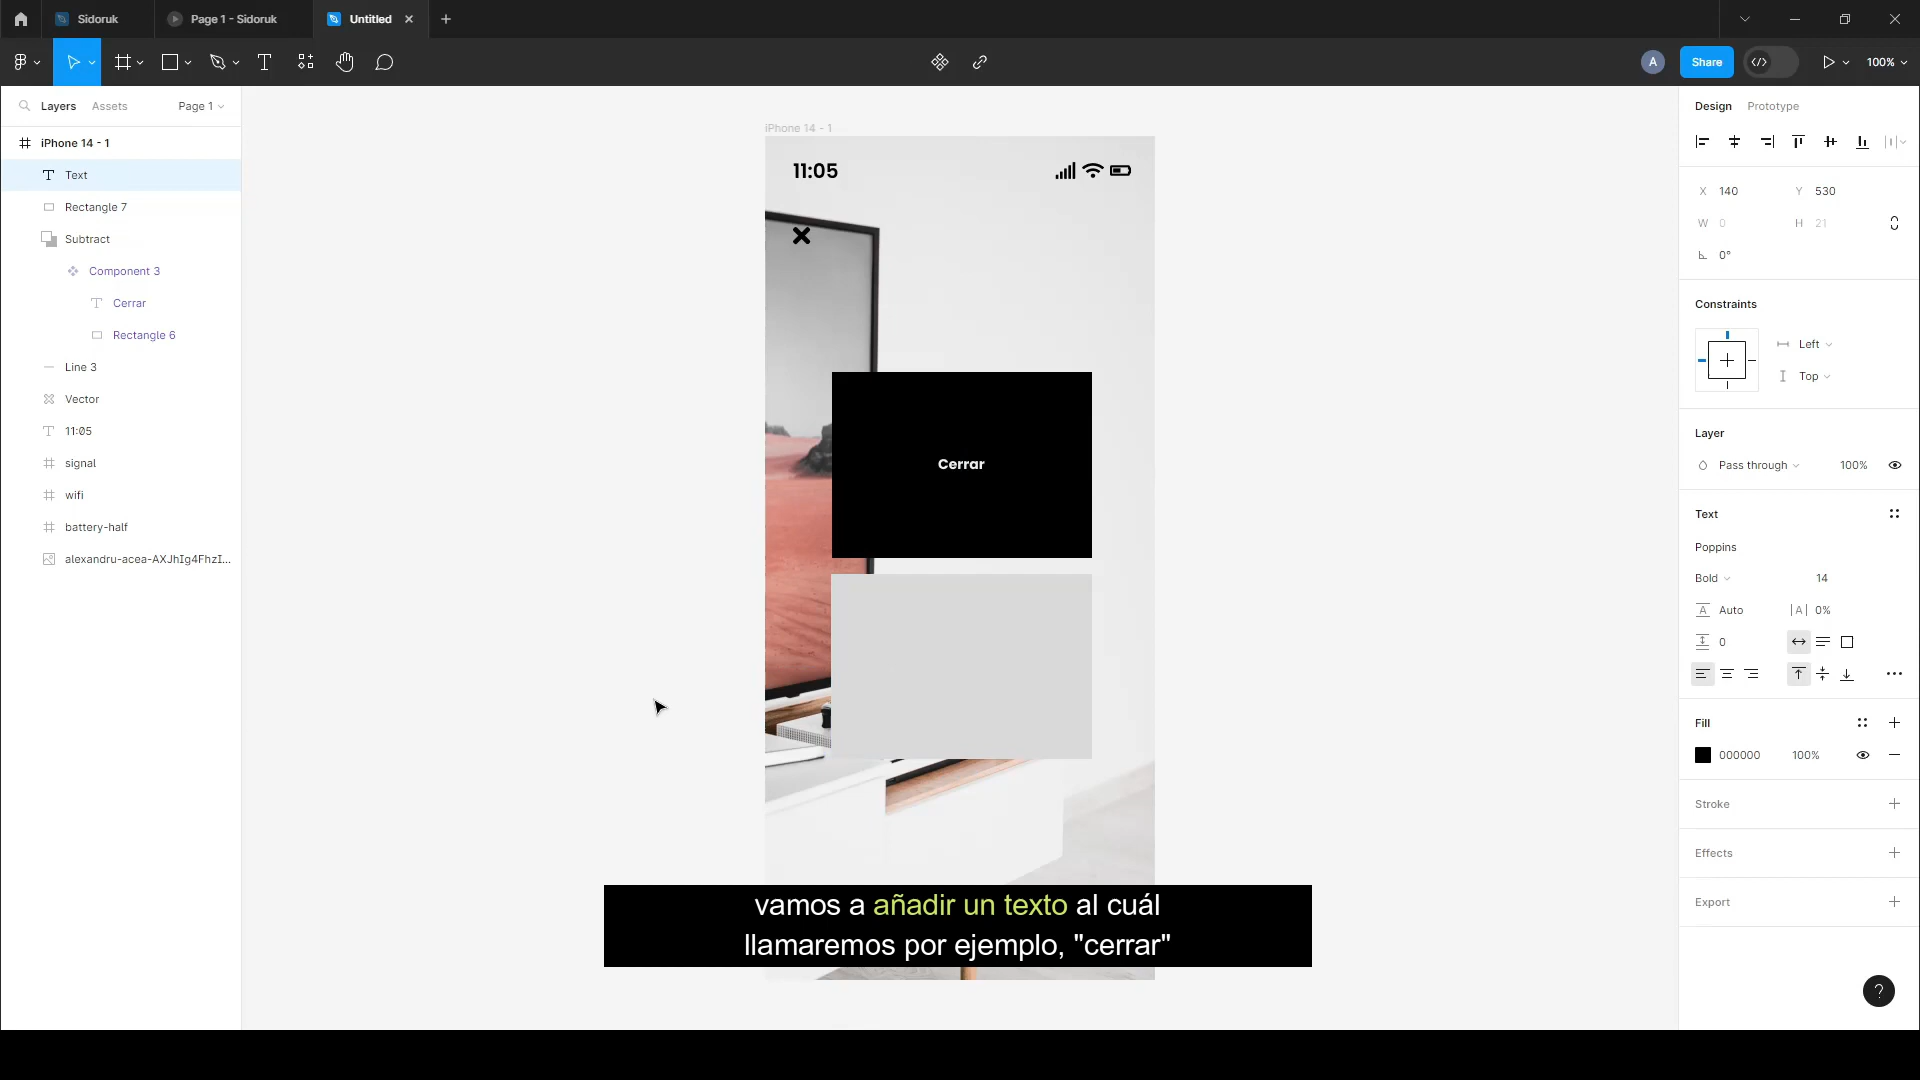 Sidoruk
Page 1 - Sidoruk
Untitled
A
Share
100%
Layers
Assets
Page 1
iPhone 14 - 1
Text
Rectangle 7
Subtract
Component 3
Cerrar
Rectangle 6
Line 3
Vector
11:05
signal
wifi
battery-half
alexandru-acea-AXJhIg4FhzI...
iPhone 14 - 1
11:05
Cerrar
vamos a añadir un texto al cuál
llamaremos por ejemplo, "cerrar"
Design
Prototype
X 140
Y 530
W 0
H 21
0°
Constraints
Left
Top
Layer
Pass through
100%
Text
Poppins
Bold
14
Auto
0%
0
Fill
000000
100%
Stroke
Effects
Export
?